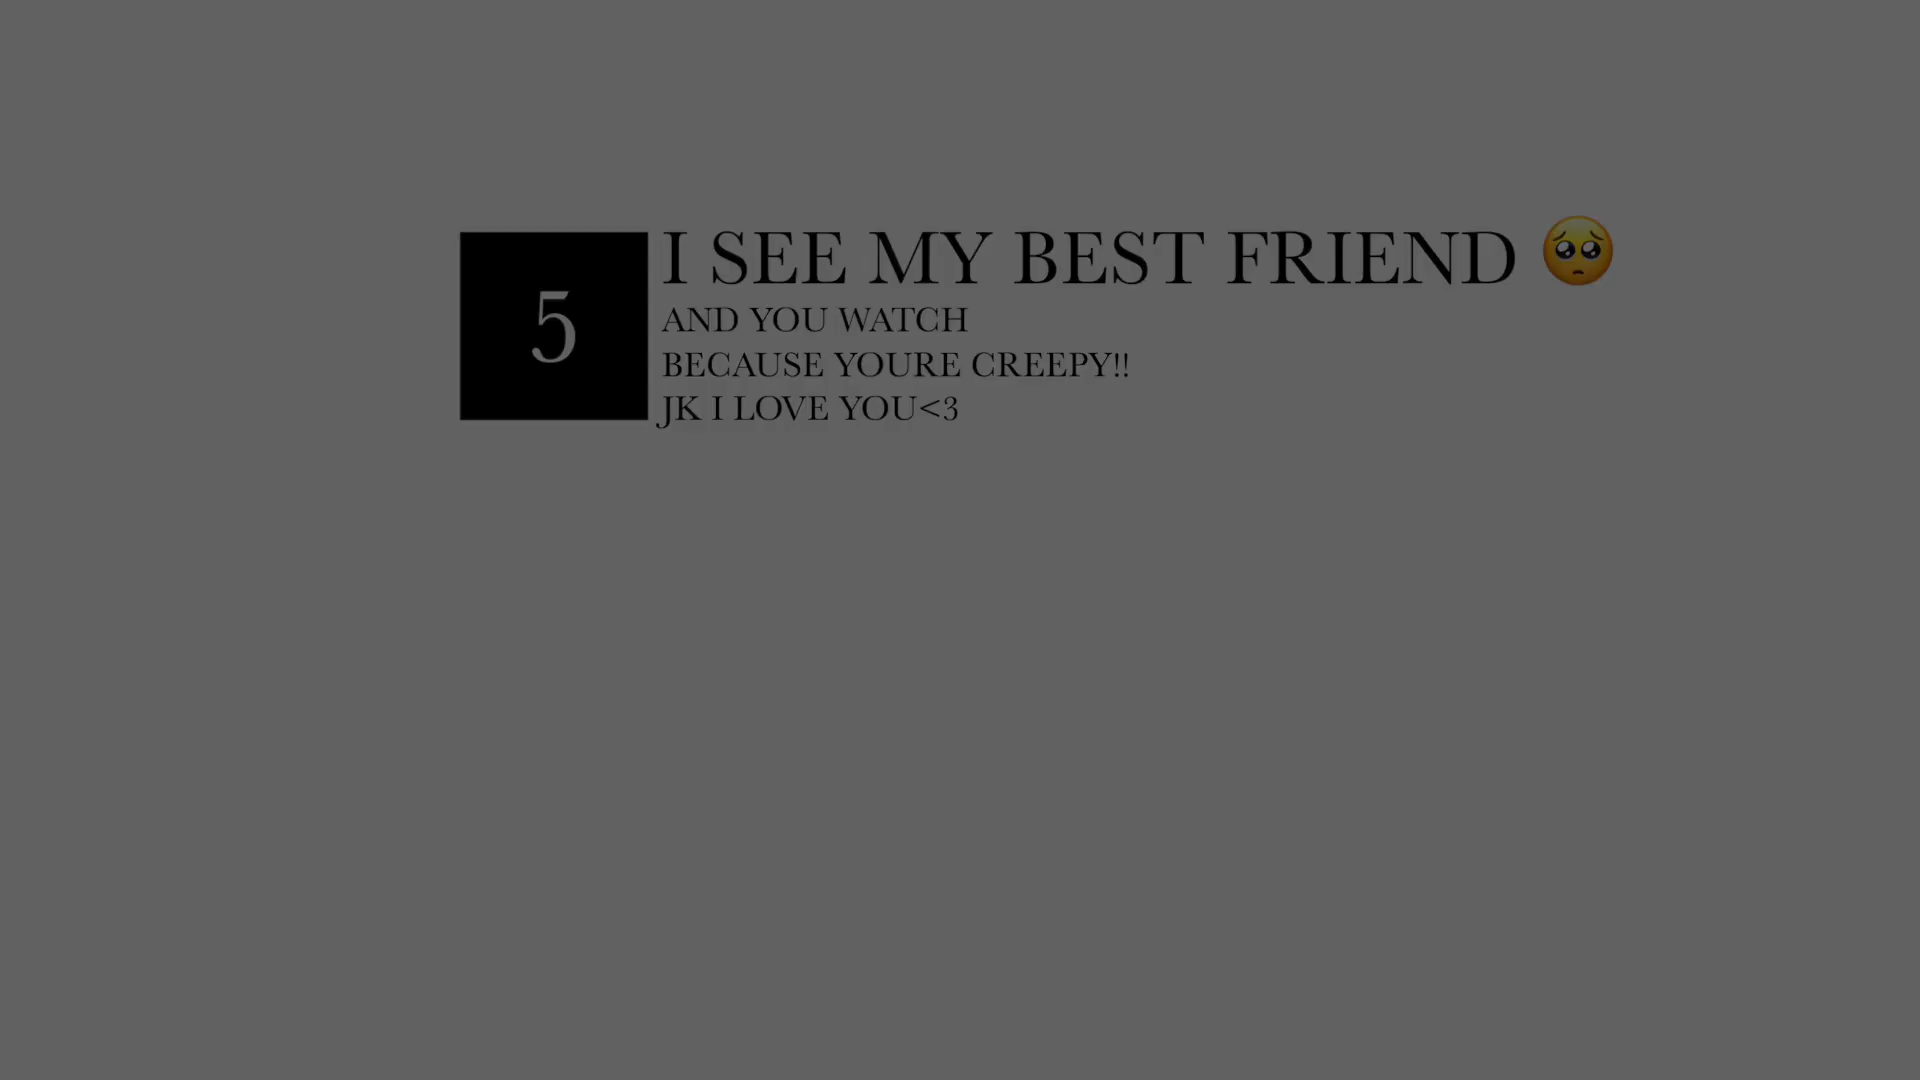 5
I SEE MY BEST FRIEND 🥺
AND YOU WATCH
BECAUSE YOURE CREEPY!!
JK I LOVE YOU<3